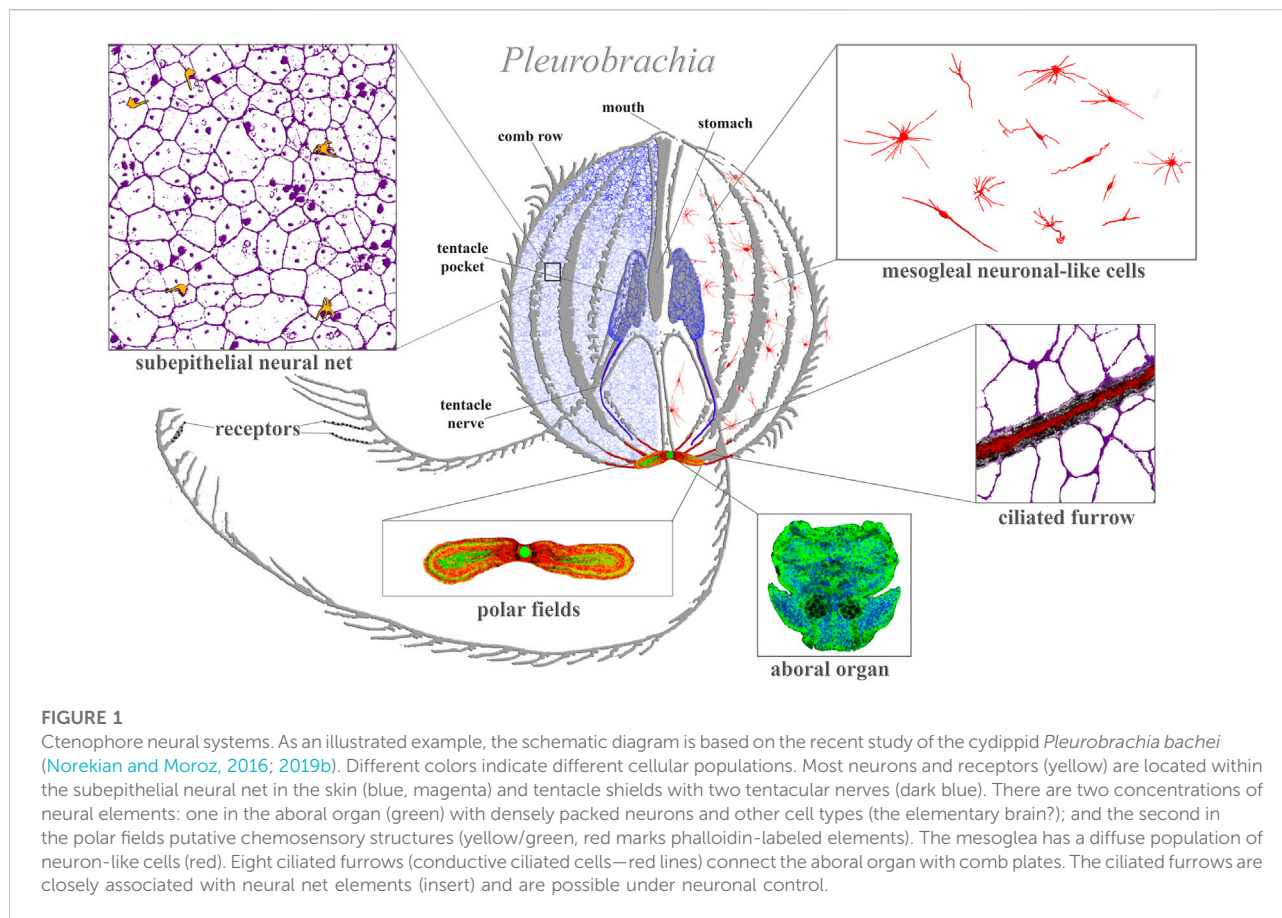 Pleurobrachia
mouth
stomach
comb row
tentacle
pocket
subepithelial neural net
mesogleal neuronal-like cells
tentacle
nerve
receptors
ciliated furrow
polar fields
aboral organ
FIGURE 1
Ctenophore neural systems. As an illustrated example, the schematic diagram is based on the recent study of the cydippid Pleurobrachia bachei
(Norekian and Moroz, 2016; 2019b). Different colors indicate different cellular populations. Most neurons and receptors (yellow) are located within
the subepithelial neural net in the skin (blue, magenta) and tentacle shields with two tentacular nerves (dark blue). There are two concentrations of
neural elements: one in the aboral organ (green) with densely packed neurons and other cell types (the elementary brain?); and the second in
the polar fields putative chemosensory structures (yellow/green, red marks phalloidin-labeled elements). The mesoglea has a diffuse population of
neuron-like cells (red). Eight ciliated furrows (conductive ciliated cells—red lines) connect the aboral organ with comb plates. The ciliated furrows are
closely associated with neural net elements (insert) and are possible under neuronal control.